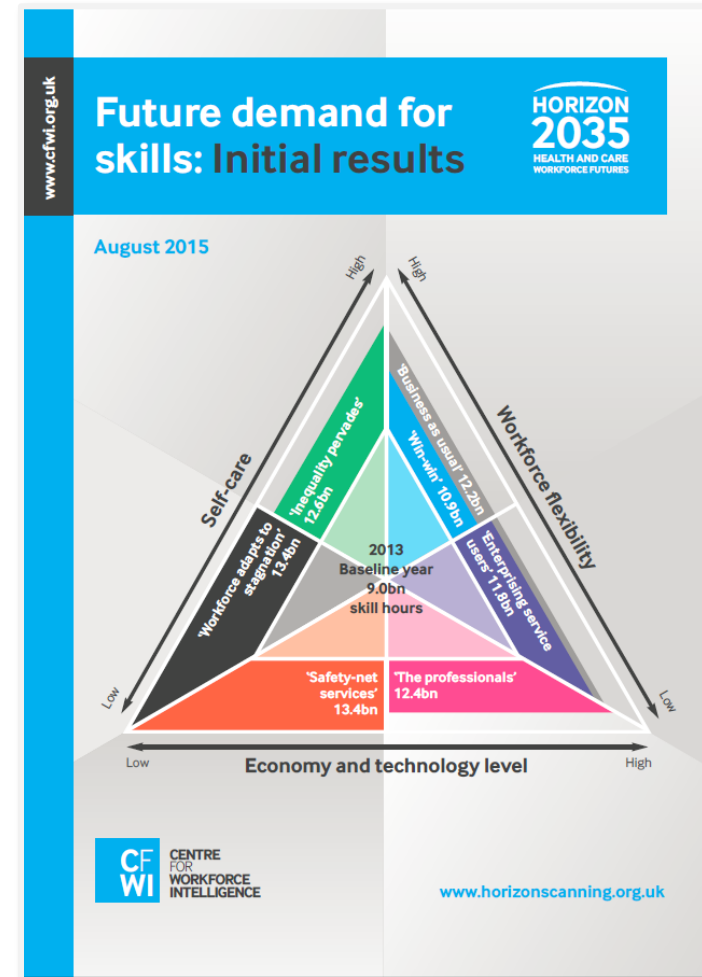 www.cfwi.org.uk
Future demand for
skills: Initial results
HORIZON
2035
HEALTH AND CARE
WORKFORCE FUTURES
August 2015
High
High
Self-care
Workforce flexibility
'Inequality pervades'
12.6bn
'Business as usual' 12.2bn
'Win-win' 10.9bn
'Workforce adapts to
stagnation'
13.4bn
2013
Baseline year
9.0bn
skill hours
'Enterprising service
users' 11.8bn
'Safety-net
services'
13.4bn
'The professionals'
12.4bn
Low
Low
Low
Economy and technology level
High
CF
WI
CENTRE
FOR
WORKFORCE
INTELLIGENCE
www.horizonscanning.org.uk